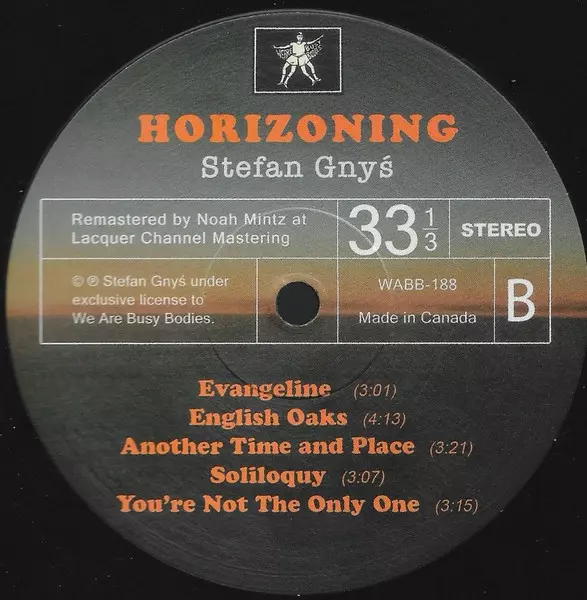 HORIZONING
Stefan Gnyś
Remastered by Noah Mintz at
Lacquer Channel Mastering
33 1/3
STEREO
© ℗ Stefan Gnyś under
exclusive license to
We Are Busy Bodies.
WABB-188
Made in Canada
B
Evangeline (3:01)
English Oaks (4:13)
Another Time and Place (3:21)
Soliloquy (3:07)
You're Not The Only One (3:15)